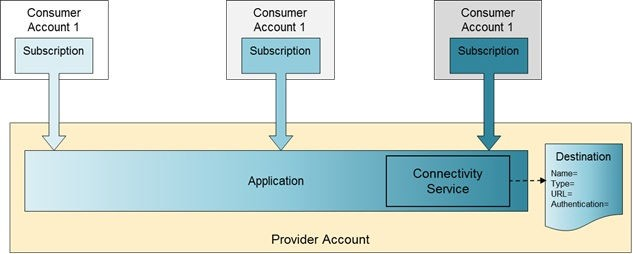 Consumer
Account 1
Subscription
Consumer
Account 1
Subscription
Consumer
Account 1
Subscription
Application
Connectivity
Service
Destination
Name=
Type=
URL=
Authentication=
Provider Account